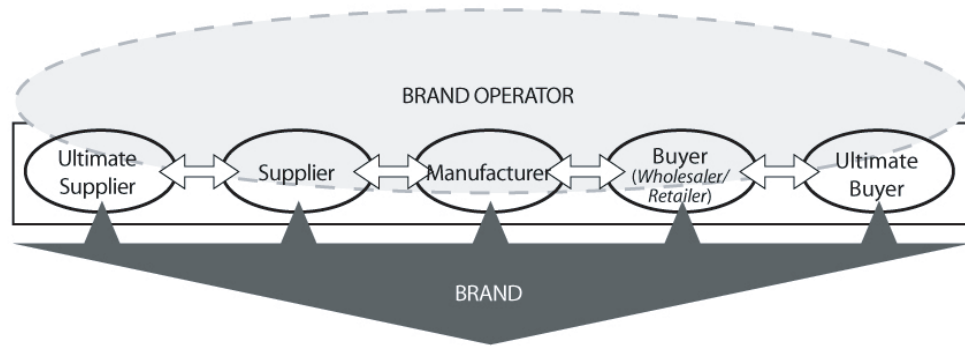 BRAND OPERATOR
Ultimate
Supplier
Supplier
Manufacturer
Buyer
(Wholesaler/
Retailer)
Ultimate
Buyer
BRAND